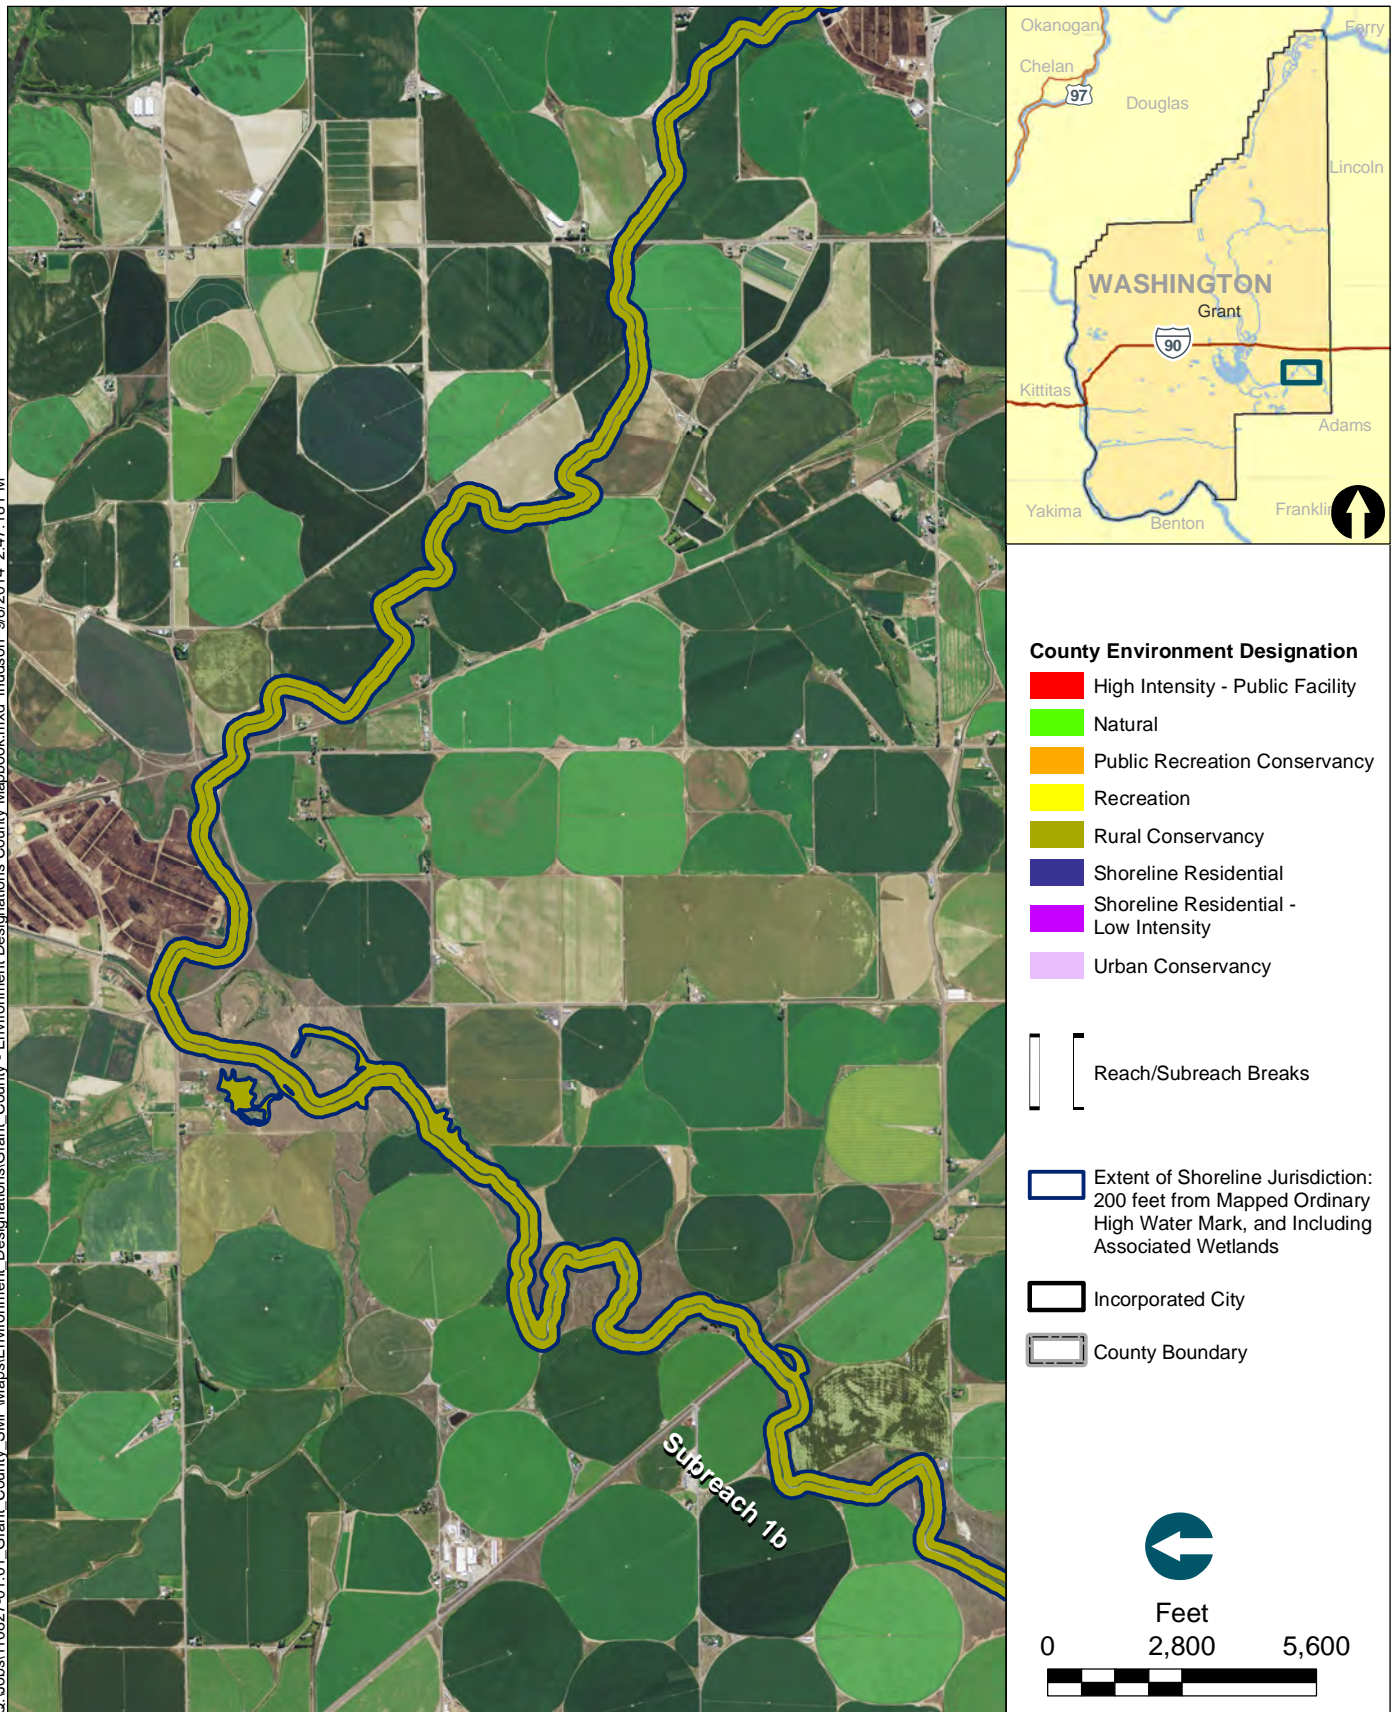 Okanogan
Ferry
Chelan
97
Douglas
Lincoln
WASHINGTON
Grant
90
Kittitas
Adams
Yakima
Benton
Franklin
County Environment Designation
High Intensity - Public Facility
Natural
Public Recreation Conservancy
Recreation
Rural Conservancy
Shoreline Residential
Shoreline Residential -
Low Intensity
Urban Conservancy
Reach/Subreach Breaks
Extent of Shoreline Jurisdiction:
200 feet from Mapped Ordinary
High Water Mark, and Including
Associated Wetlands
Incorporated City
County Boundary
Feet
0 2,800 5,600
Subreach 1b